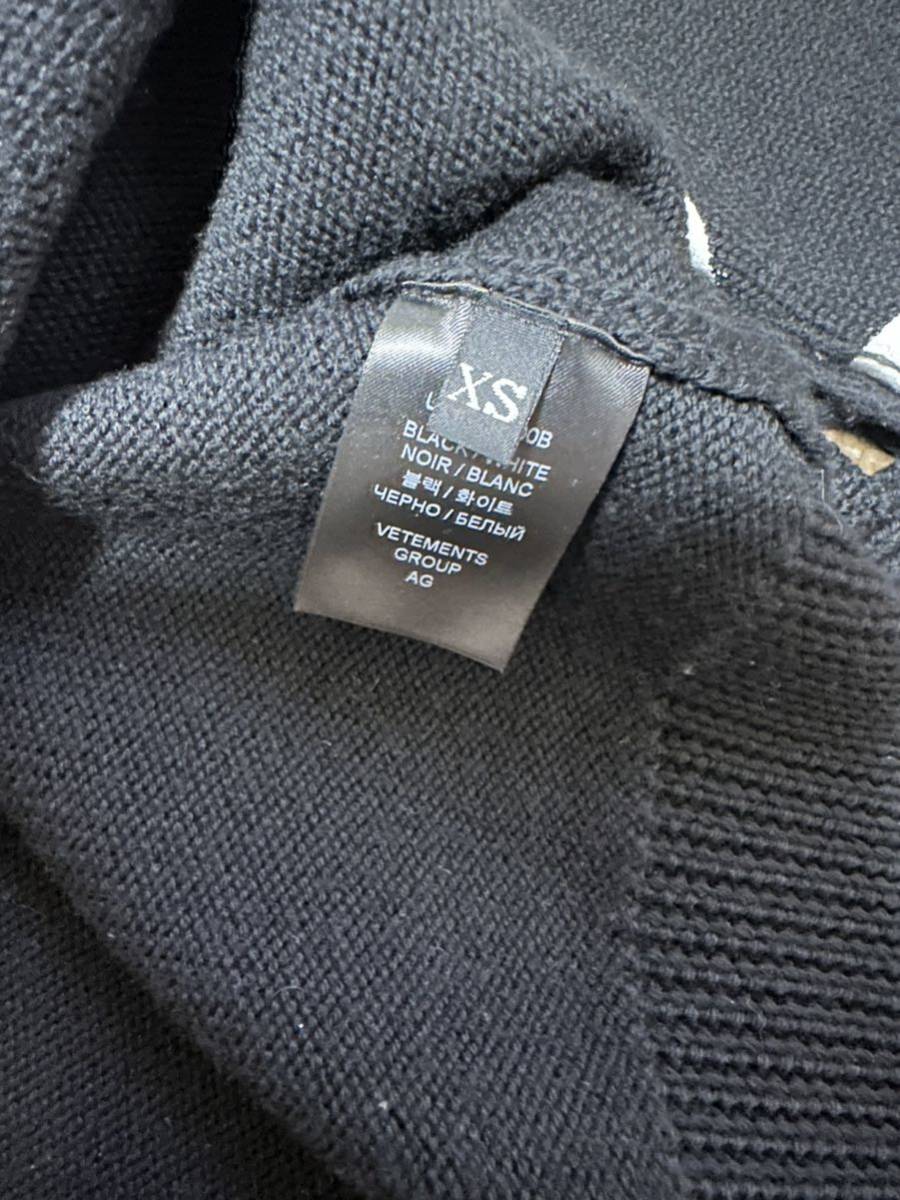 XS
BLACK / WHITE
NOIR / BLANC
블랙 / 화이트
ЧЕРНО / БЕЛЫЙ
VETEMENTS
GROUP
AG